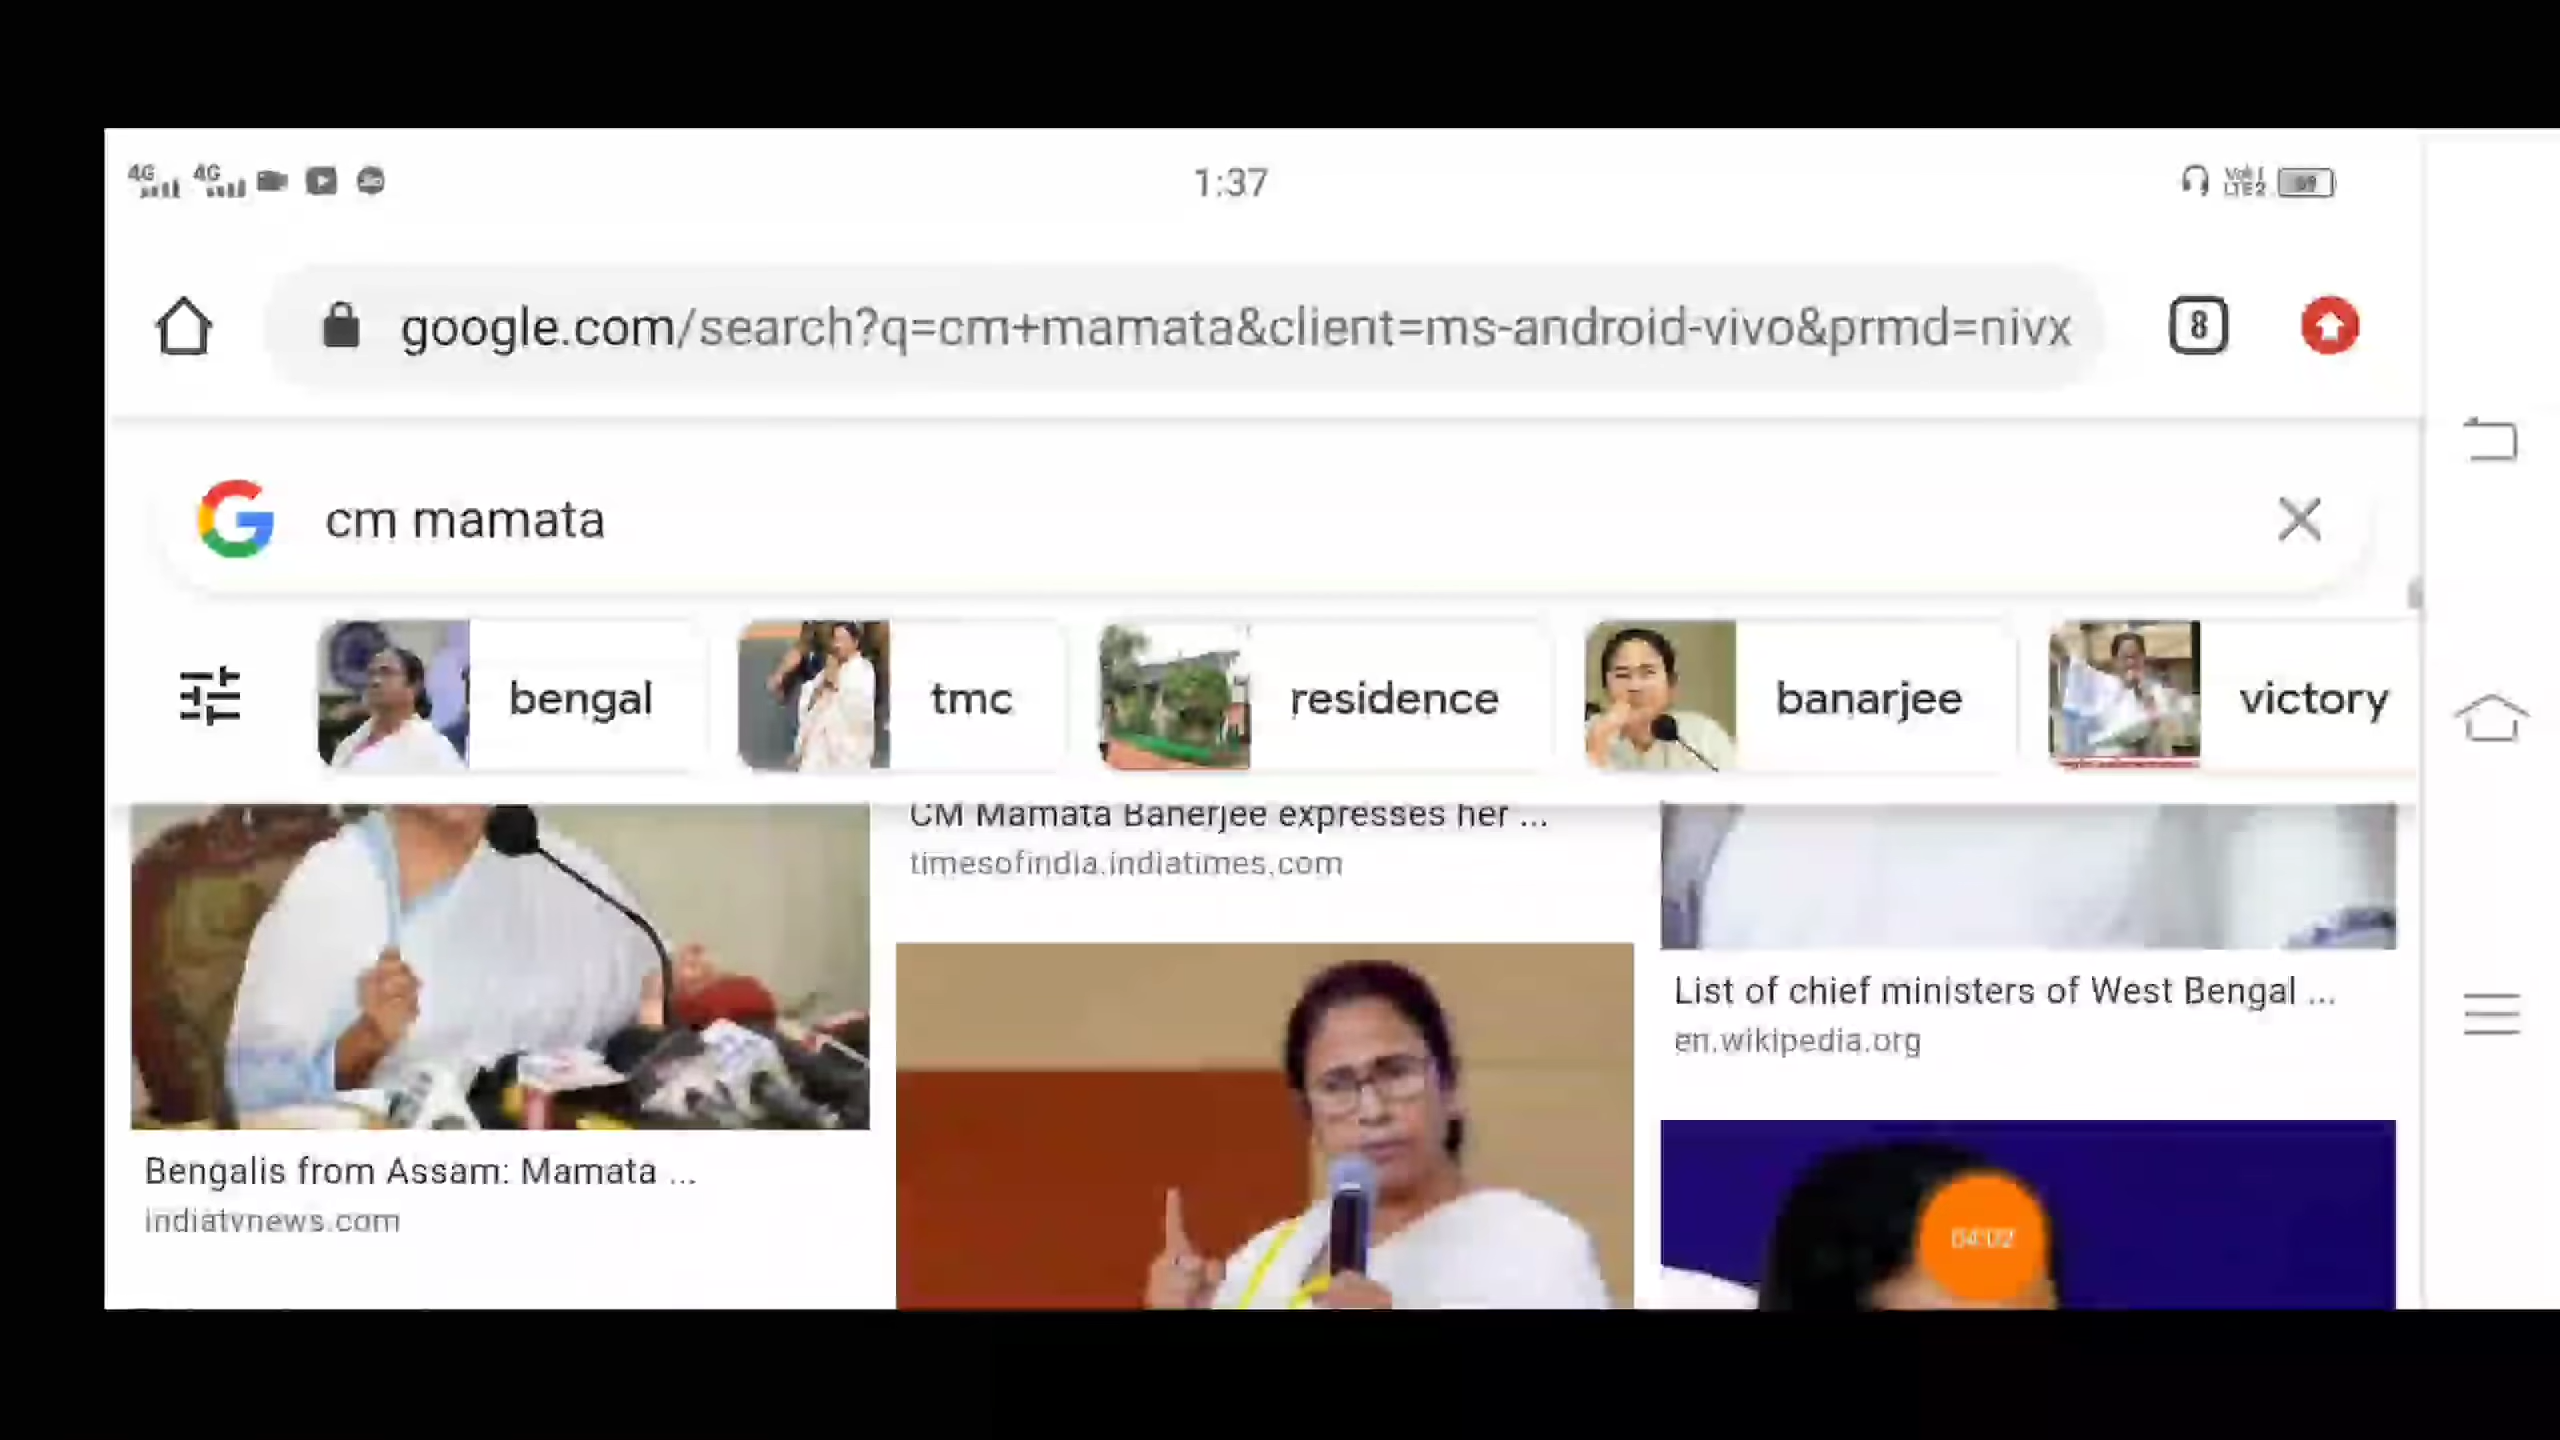 4G 4G 1:37
google.com/search?q=cm+mamata&client=ms-android-vivo&prmd=nivx 8
cm mamata
bengal tmc residence banarjee victory
CM Mamata Banerjee expresses her ...
timesofindia.indiatimes.com
List of chief ministers of West Bengal ...
en.wikipedia.org
Bengalis from Assam: Mamata ...
indiatvnews.com
04:02